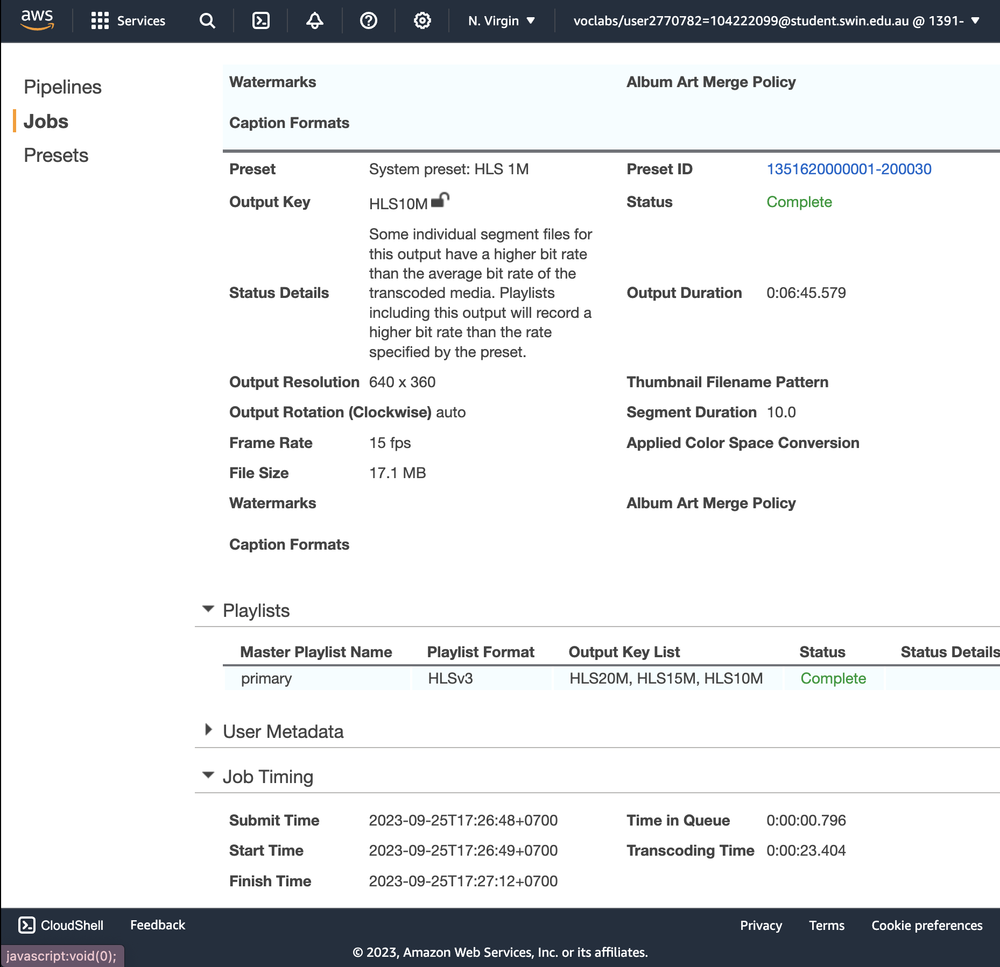 aws Services N. Virgin voclabs/user2770782=104222099@student.swin.edu.au @ 1391-
Pipelines
Jobs
Presets
Watermarks Album Art Merge Policy
Caption Formats
Preset System preset: HLS 1M Preset ID 1351620000001-200030
Output Key HLS10M Status Complete
Status Details Some individual segment files for
this output have a higher bit rate
than the average bit rate of the
transcoded media. Playlists
including this output will record a
higher bit rate than the rate
specified by the preset.
Output Duration 0:06:45.579
Output Resolution 640 x 360 Thumbnail Filename Pattern
Output Rotation (Clockwise) auto Segment Duration 10.0
Frame Rate 15 fps Applied Color Space Conversion
File Size 17.1 MB
Watermarks Album Art Merge Policy
Caption Formats
Playlists
Master Playlist Name Playlist Format Output Key List Status Status Details
primary HLSv3 HLS20M, HLS15M, HLS10M Complete
User Metadata
Job Timing
Submit Time 2023-09-25T17:26:48+0700 Time in Queue 0:00:00.796
Start Time 2023-09-25T17:26:49+0700 Transcoding Time 0:00:23.404
Finish Time 2023-09-25T17:27:12+0700
CloudShell Feedback Privacy Terms Cookie preferences
© 2023, Amazon Web Services, Inc. or its affiliates.
javascript:void(0);